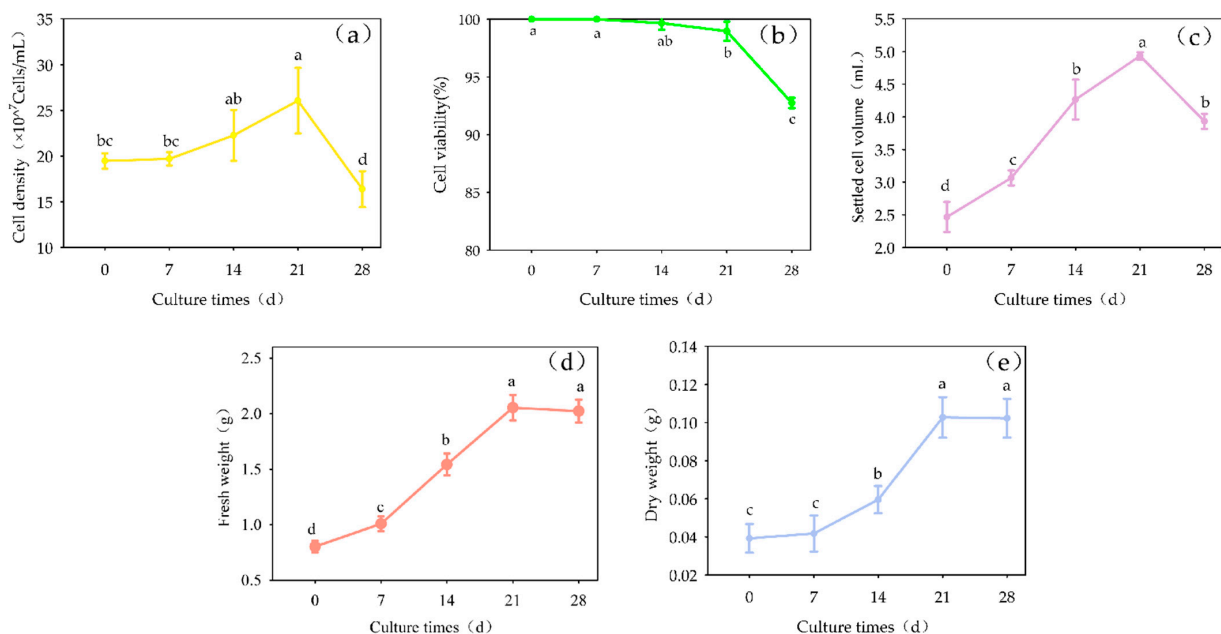 (a)
Cell density（×10^7Cells/mL）
35
30
25
20
15
10
bc
bc
ab
a
d
0 7 14 21 28
Culture times（d）
(b)
Cell viability(%)
100
95
90
85
80
a
a
ab
b
c
0 7 14 21 28
Culture times（d）
(c)
Settled cell volume（mL）
5.5
5.0
4.5
4.0
3.5
3.0
2.5
2.0
d
c
b
a
b
0 7 14 21 28
Culture times（d）
(d)
Fresh weight（g）
2.5
2.0
1.5
1.0
0.5
d
c
b
a
a
0 7 14 21 28
Culture times（d）
(e)
Dry weight（g）
0.14
0.12
0.10
0.08
0.06
0.04
0.02
c
c
b
a
a
0 7 14 21 28
Culture times（d）